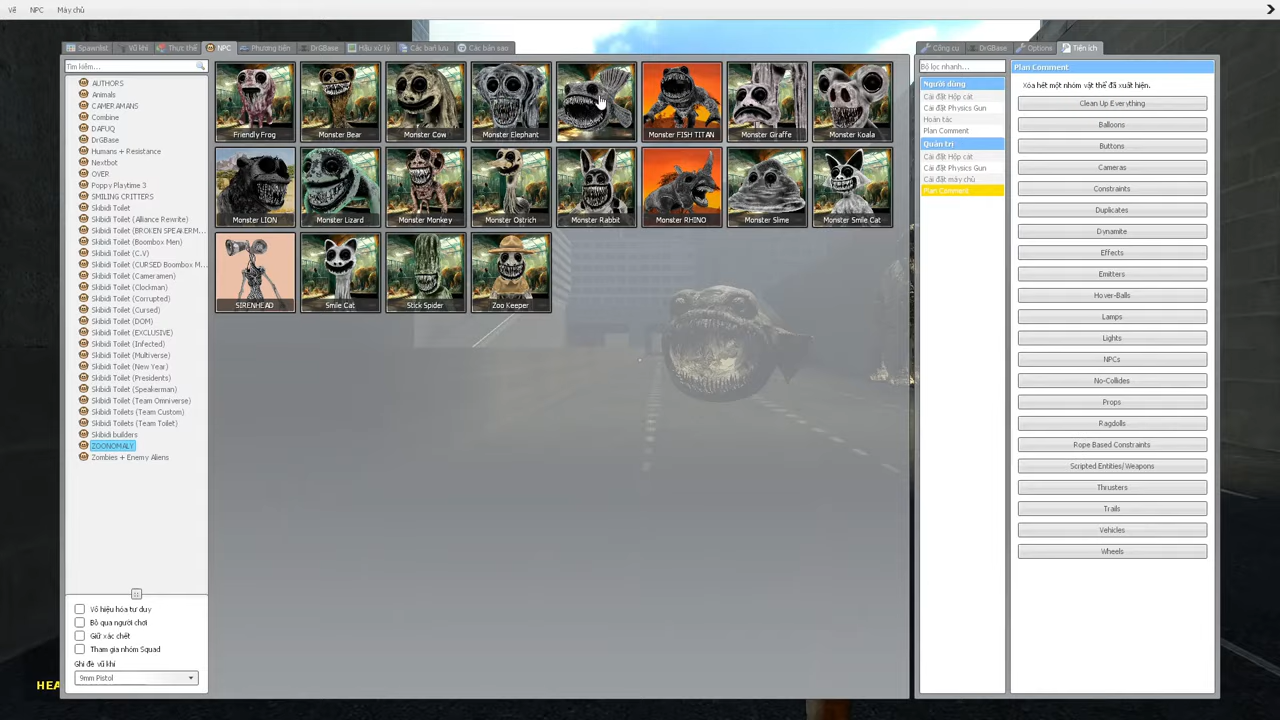 Vẽ NPC Máy chủ
Spawnlist Vũ khí Thực thể NPC Phương tiện DrGBase Hậu xử lý Các bản lưu Các bản sao
Tìm kiếm...
AUTHORS
Animals
CAMERAMANS
Combine
DAFUQ
DrGBase
Humans + Resistance
Nextbot
OVER
Poppy Playtime 3
SMILING CRITTERS
Skibidi Toilet
Skibidi Toilet (Alliance Rewrite)
Skibidi Toilet (BROKEN SPEAKERM...
Skibidi Toilet (Boombox Men)
Skibidi Toilet (C.V)
Skibidi Toilet (CURSED Boombox M...
Skibidi Toilet (Cameramen)
Skibidi Toilet (Clockman)
Skibidi Toilet (Corrupted)
Skibidi Toilet (Cursed)
Skibidi Toilet (DOM)
Skibidi Toilet (EXCLUSIVE)
Skibidi Toilet (Infected)
Skibidi Toilet (Multiverse)
Skibidi Toilet (New Year)
Skibidi Toilet (Presidents)
Skibidi Toilet (Speakerman)
Skibidi Toilet (Team Omniverse)
Skibidi Toilets (Team Custom)
Skibidi Toilets (Team Toilet)
Skibidi builders
ZOONOMALY
Zombies + Enemy Aliens
Vô hiệu hóa tư duy
Bỏ qua người chơi
Giữ xác chết
Tham gia nhóm Squad
Ghi đè vũ khí
9mm Pistol
Friendly Frog
Monster Bear
Monster Cow
Monster Elephant
Monster FISH TITAN
Monster Giraffe
Monster Koala
Monster LION
Monster Lizard
Monster Monkey
Monster Ostrich
Monster Rabbit
Monster RHINO
Monster Slime
Monster Smile Cat
SIRENHEAD
Smile Cat
Stick Spider
Zoo Keeper
Công cụ DrGBase Options Tiện ích
Bộ lọc nhanh...
Người dùng
Cài đặt Hộp cát
Cài đặt Physics Gun
Hoàn tác
Plan Comment
Quản trị
Cài đặt Hộp cát
Cài đặt Physics Gun
Cài đặt máy chủ
Plan Comment
Plan Comment
Xóa hết một nhóm vật thể đã xuất hiện.
Clean Up Everything
Balloons
Buttons
Cameras
Constraints
Duplicates
Dynamite
Effects
Emitters
Hover-Balls
Lamps
Lights
NPCs
No-Collides
Props
Ragdolls
Rope Based Constraints
Scripted Entities/Weapons
Thrusters
Trails
Vehicles
Wheels
HEA